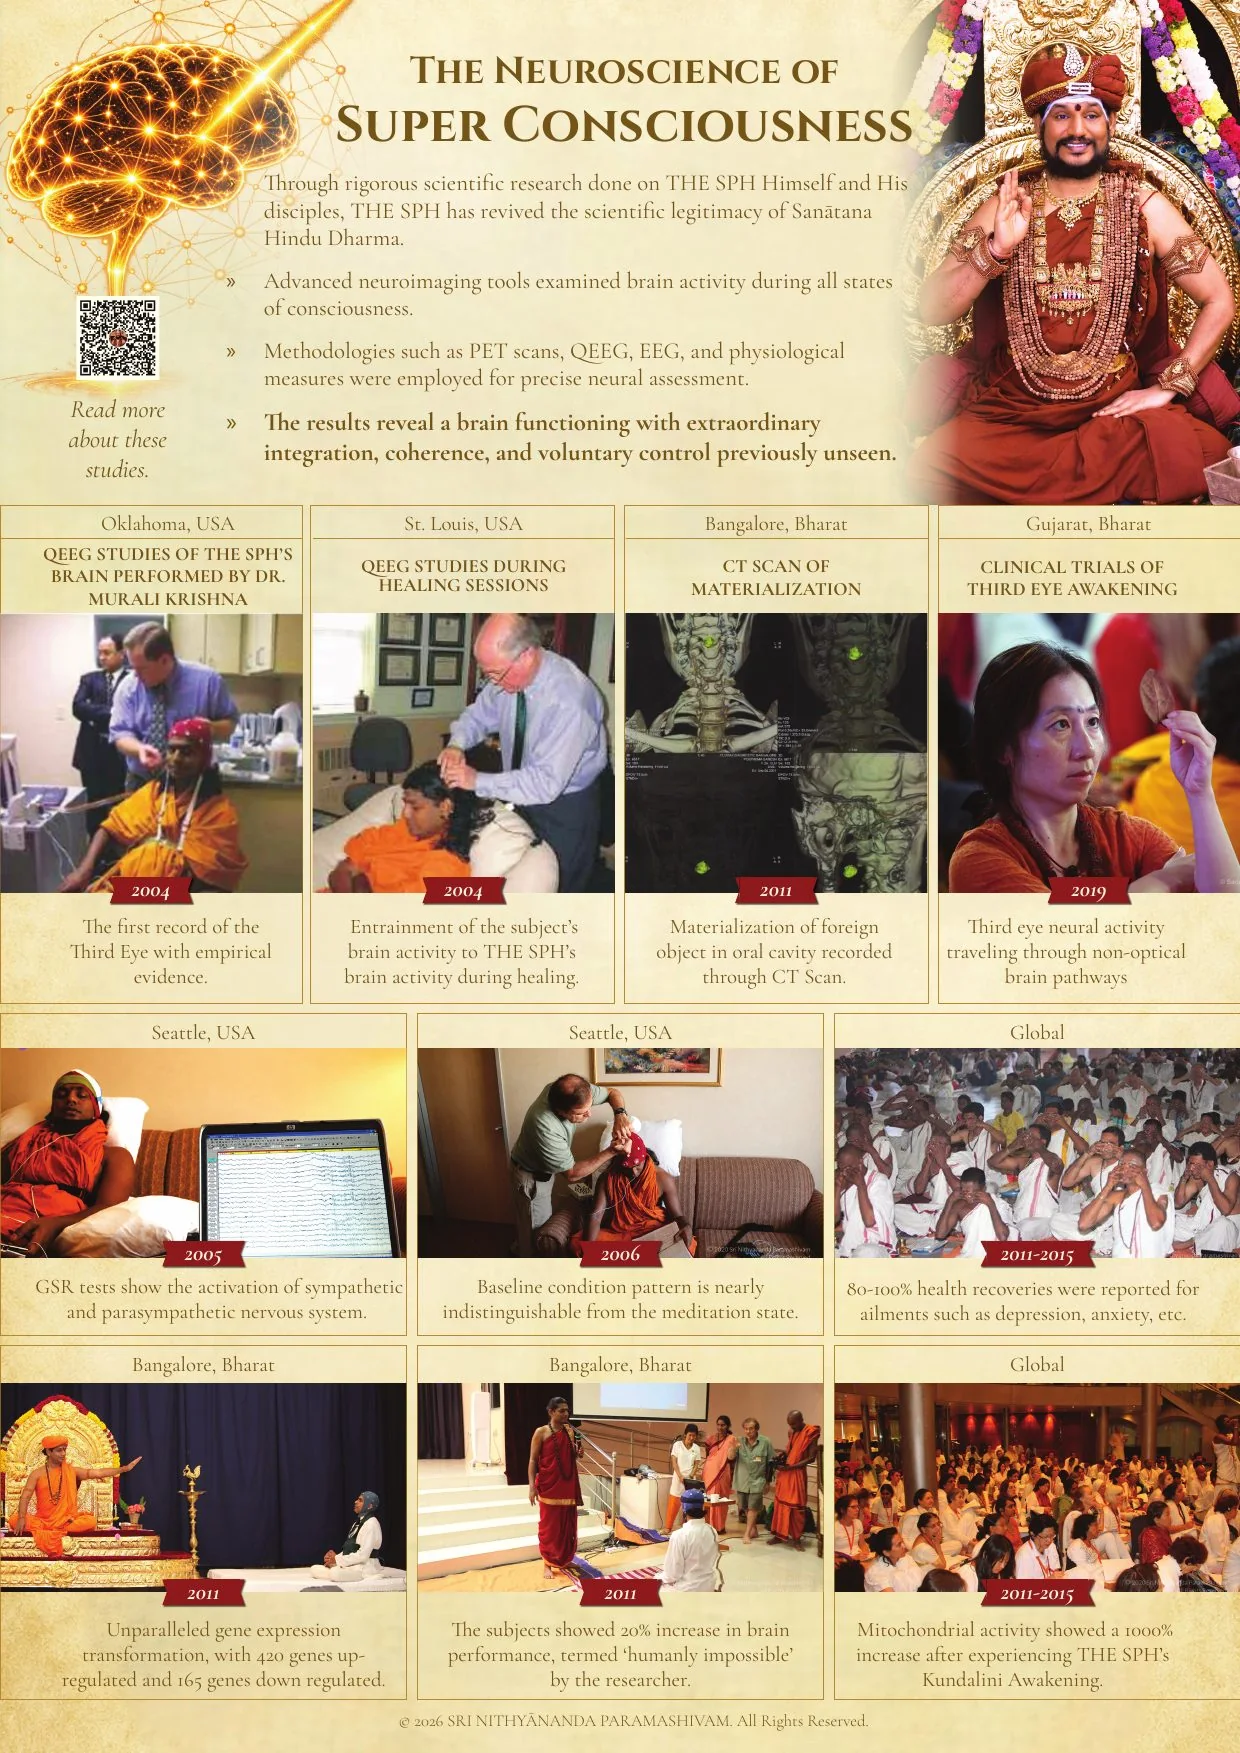 THE NEUROSCIENCE OF
SUPER CONSCIOUSNESS
Through rigorous scientific research done on THE SPH Himself and His
disciples, THE SPH has revived the scientific legitimacy of Sanātana
Hindu Dharma.
» Advanced neuroimaging tools examined brain activity during all states
of consciousness.
» Methodologies such as PET scans, QEEG, EEG, and physiological
measures were employed for precise neural assessment.
» The results reveal a brain functioning with extraordinary
integration, coherence, and voluntary control previously unseen.
Read more
about these
studies.
Oklahoma, USA
QEEG STUDIES OF THE SPH'S
BRAIN PERFORMED BY DR.
MURALI KRISHNA
2004
The first record of the
Third Eye with empirical
evidence.
St. Louis, USA
QEEG STUDIES DURING
HEALING SESSIONS
2004
Entrainment of the subject's
brain activity to THE SPH's
brain activity during healing.
Bangalore, Bharat
CT SCAN OF
MATERIALIZATION
2011
Materialization of foreign
object in oral cavity recorded
through CT Scan.
Gujarat, Bharat
CLINICAL TRIALS OF
THIRD EYE AWAKENING
2019
Third eye neural activity
traveling through non-optical
brain pathways
Seattle, USA
2005
GSR tests show the activation of sympathetic
and parasympathetic nervous system.
Seattle, USA
2006
Baseline condition pattern is nearly
indistinguishable from the meditation state.
Global
2011-2015
80-100% health recoveries were reported for
ailments such as depression, anxiety, etc.
Bangalore, Bharat
2011
Unparalleled gene expression
transformation, with 420 genes up-
regulated and 165 genes down regulated.
Bangalore, Bharat
2011
The subjects showed 20% increase in brain
performance, termed 'humanly impossible'
by the researcher.
Global
2011-2015
Mitochondrial activity showed a 1000%
increase after experiencing THE SPH's
Kundalini Awakening.
© 2026 SRI NITHYĀNANDA PARAMASHIVAM. All Rights Reserved.